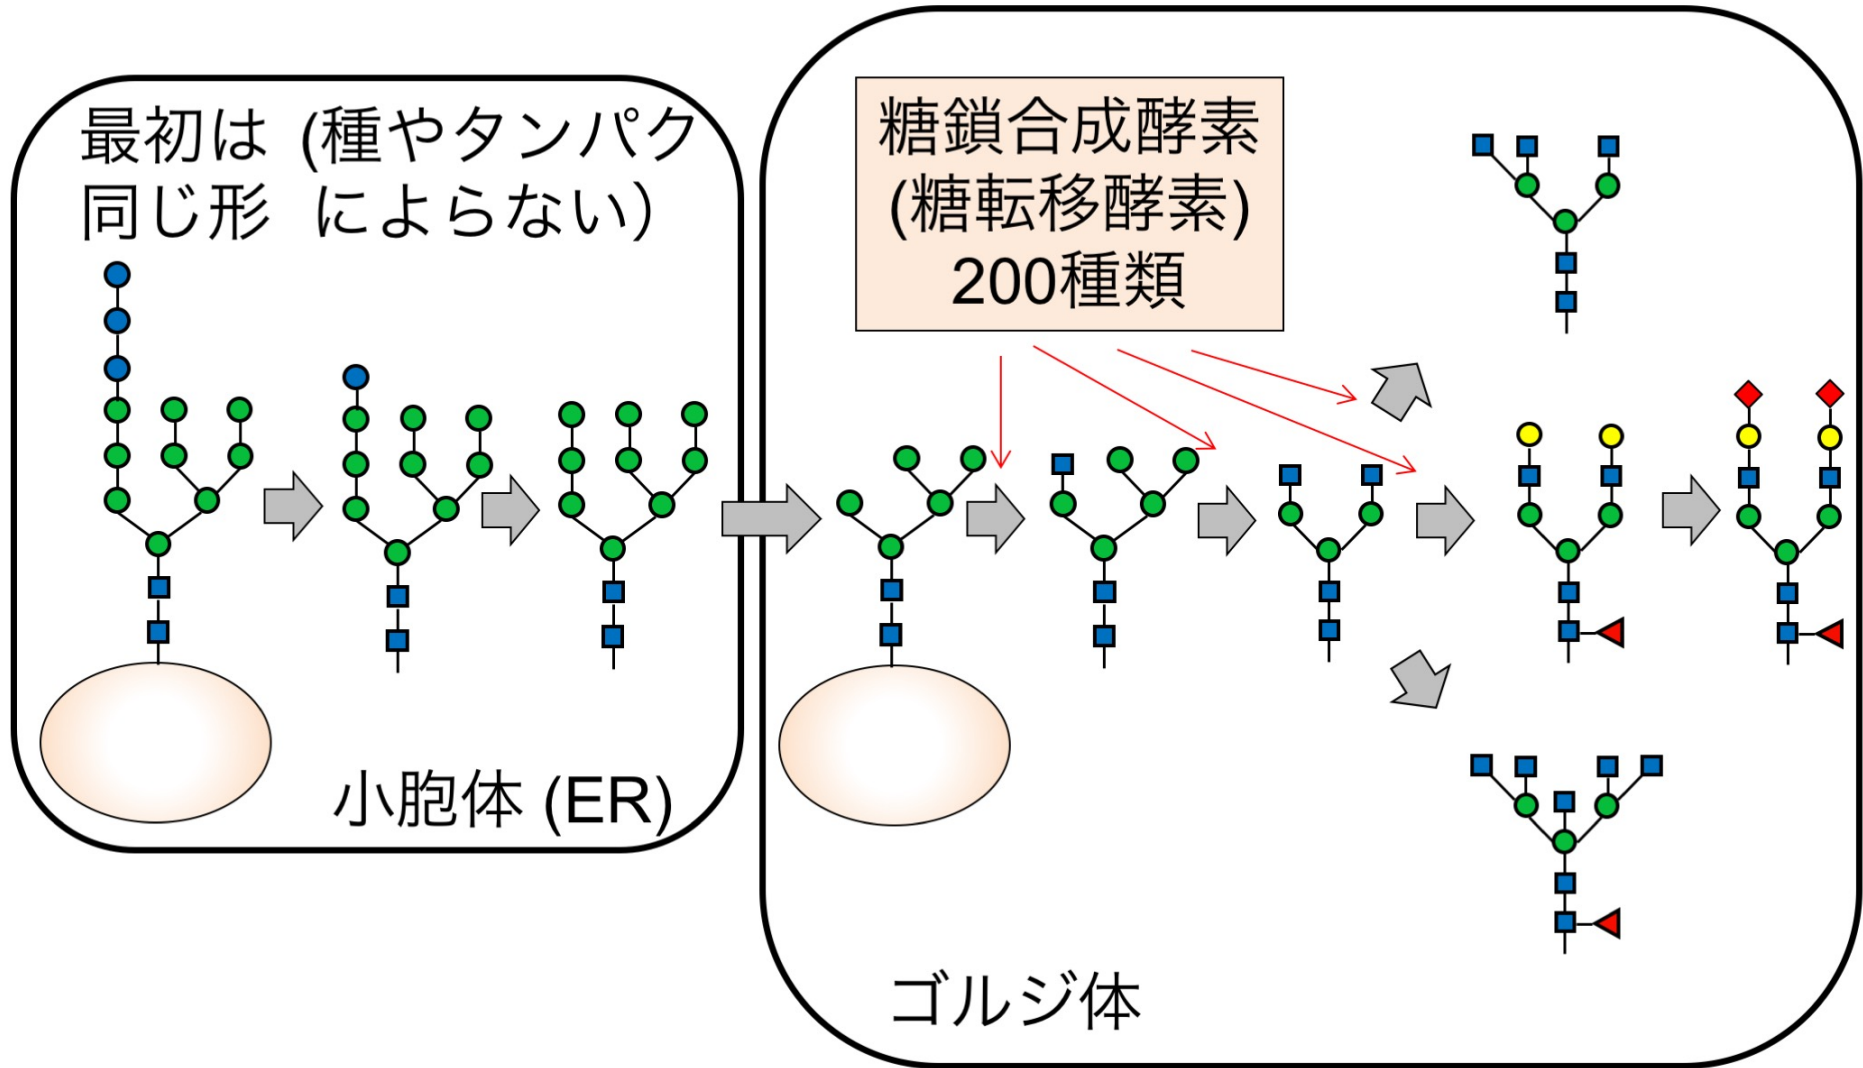 最初は (種やタンパク
同じ形 によらない）
糖鎖合成酵素
(糖転移酵素)
200種類
小胞体 (ER)
ゴルジ体